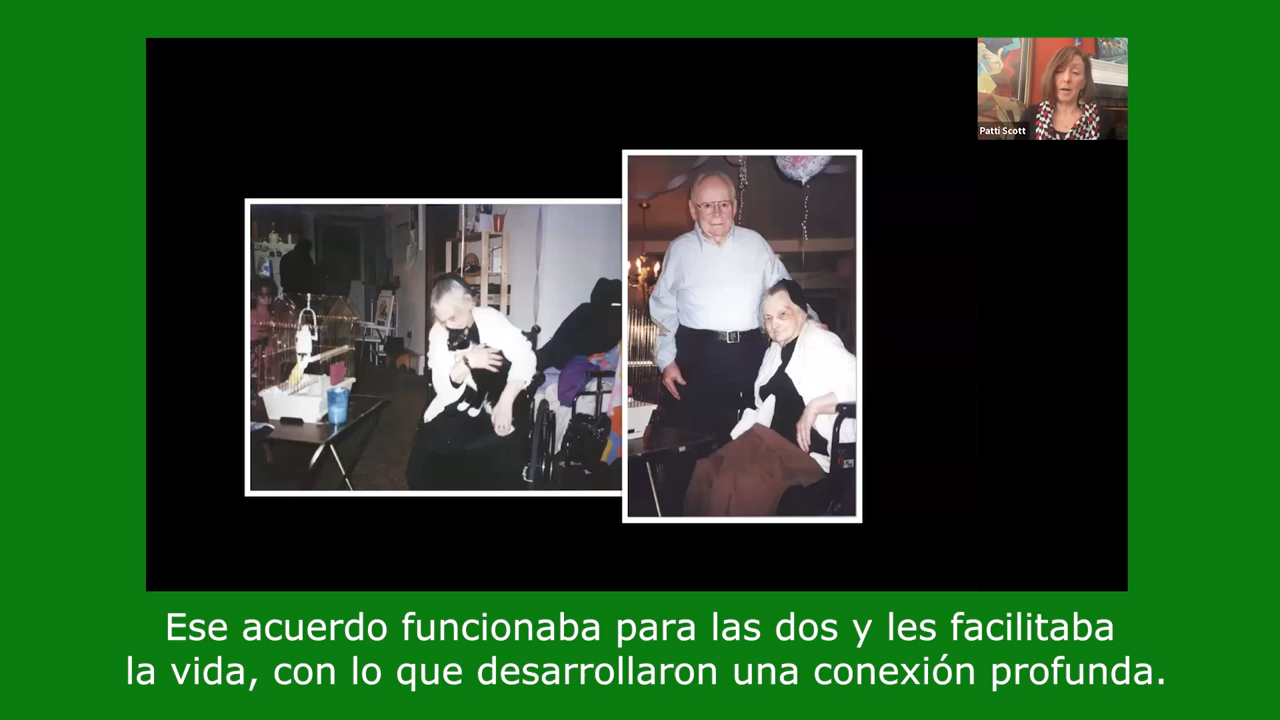 Patti Scott
Ese acuerdo funcionaba para las dos y les facilitaba
la vida, con lo que desarrollaron una conexión profunda.